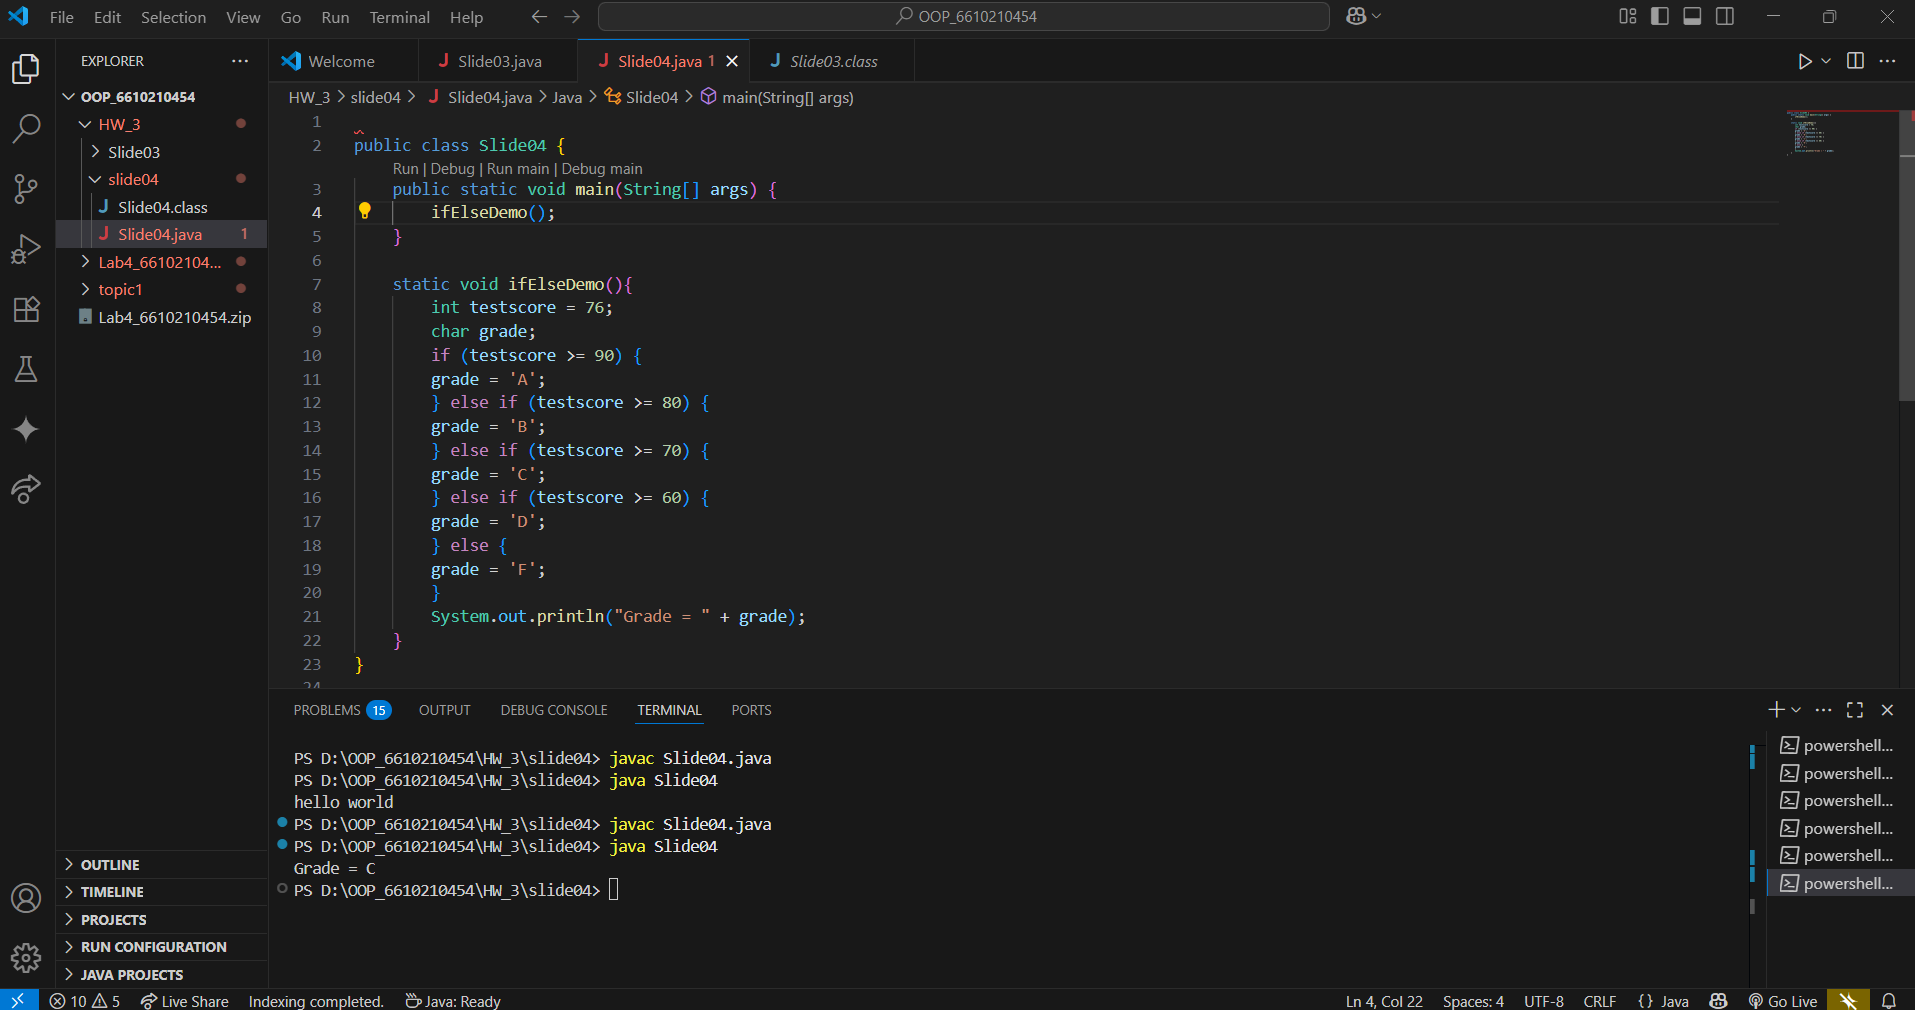 File Edit Selection View Go Run Terminal Help
OOP_6610210454
EXPLORER
OOP_6610210454
HW_3
Slide03
slide04
Slide04.class
Slide04.java 1
Lab4_66102104...
topic1
Lab4_6610210454.zip
OUTLINE
TIMELINE
PROJECTS
RUN CONFIGURATION
JAVA PROJECTS
Welcome Slide03.java Slide04.java 1 Slide03.class
HW_3 > slide04 > Slide04.java > Java > Slide04 > main(String[] args)
1
2 public class Slide04 {
Run | Debug | Run main | Debug main
3 public static void main(String[] args) {
4 ifElseDemo();
5 }
6
7 static void ifElseDemo(){
8 int testscore = 76;
9 char grade;
10 if (testscore >= 90) {
11 grade = 'A';
12 } else if (testscore >= 80) {
13 grade = 'B';
14 } else if (testscore >= 70) {
15 grade = 'C';
16 } else if (testscore >= 60) {
17 grade = 'D';
18 } else {
19 grade = 'F';
20 }
21 System.out.println("Grade = " + grade);
22 }
23 }
24
PROBLEMS 15 OUTPUT DEBUG CONSOLE TERMINAL PORTS
PS D:\OOP_6610210454\HW_3\slide04> javac Slide04.java
PS D:\OOP_6610210454\HW_3\slide04> java Slide04
hello world
PS D:\OOP_6610210454\HW_3\slide04> javac Slide04.java
PS D:\OOP_6610210454\HW_3\slide04> java Slide04
Grade = C
PS D:\OOP_6610210454\HW_3\slide04>
powershell...
powershell...
powershell...
powershell...
powershell...
powershell...
10 5 Live Share Indexing completed. Java: Ready
Ln 4, Col 22 Spaces: 4 UTF-8 CRLF {} Java Go Live